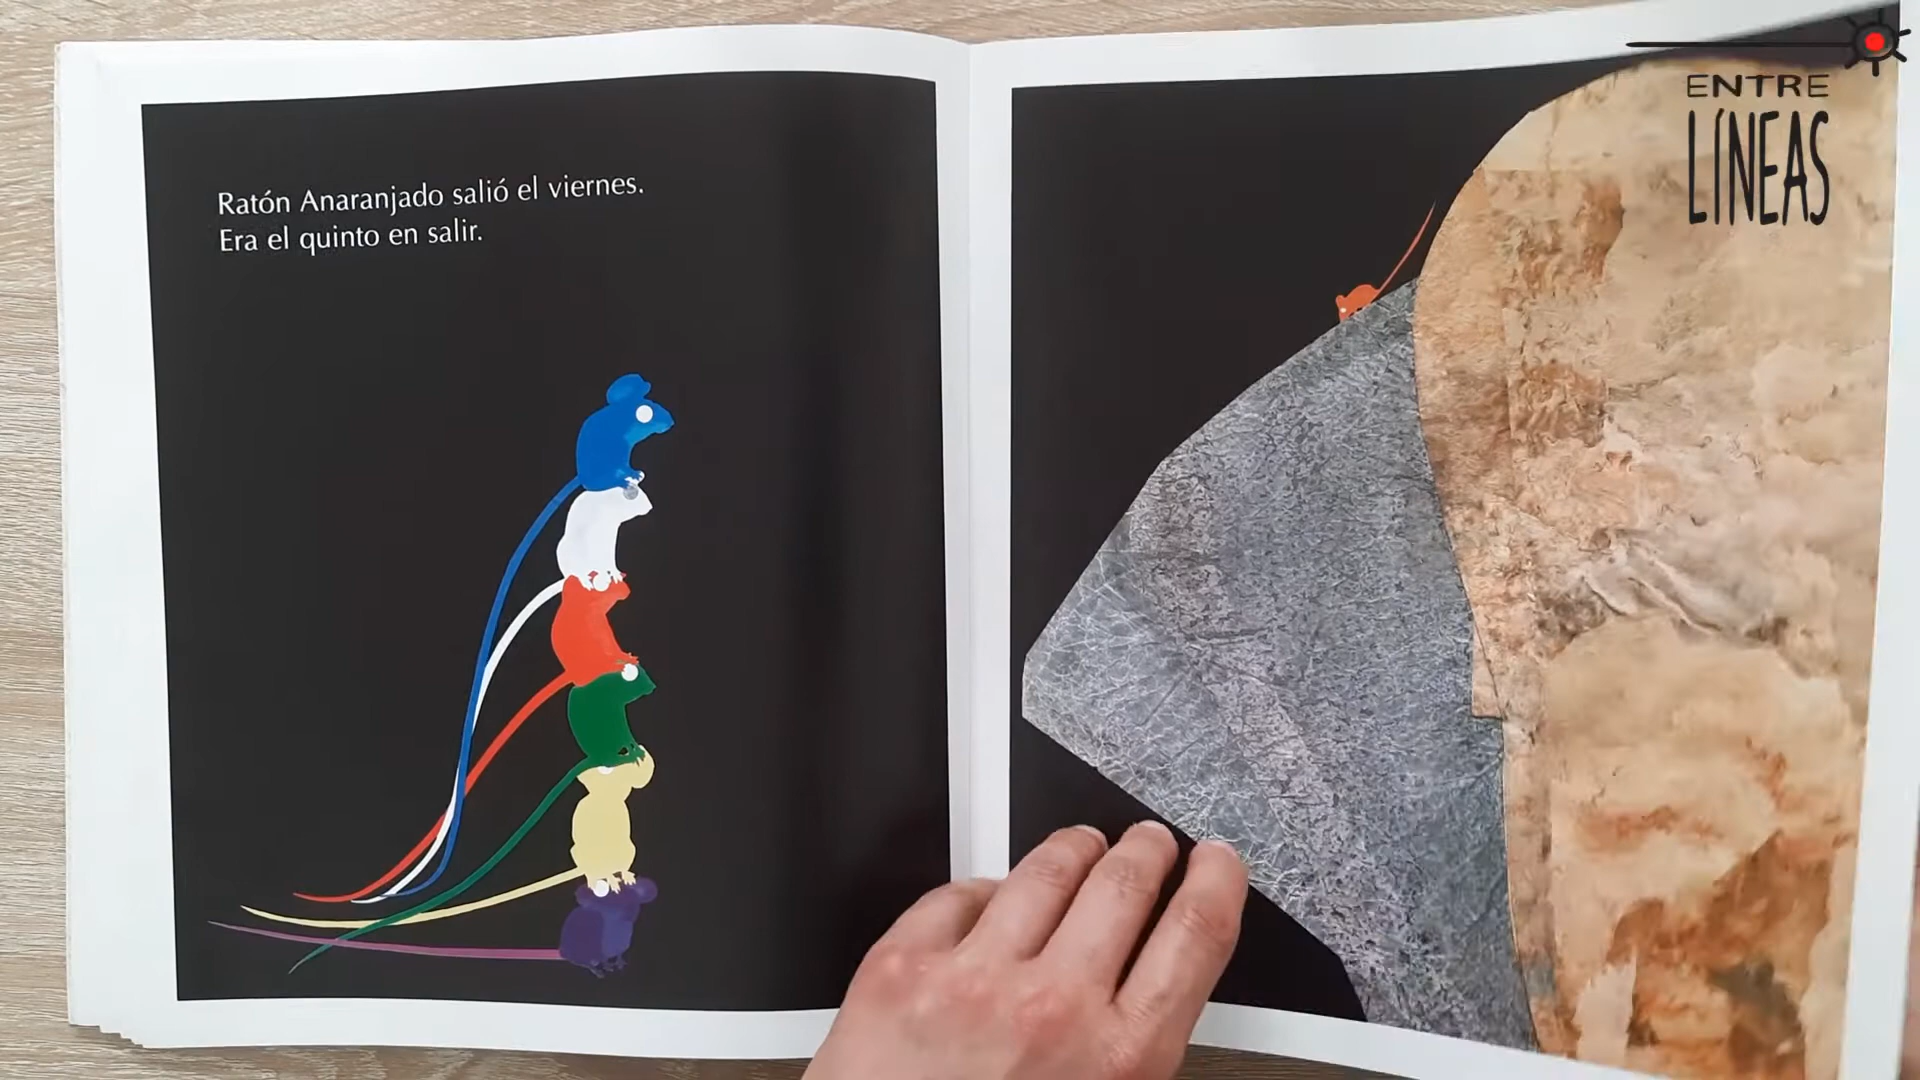 Ratón Anaranjado salió el viernes.
Era el quinto en salir.
ENTRE
LÍNEAS